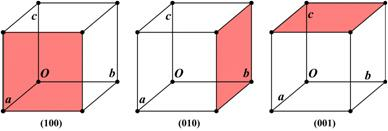 c c c
O b O b O b
a a a
(100) (010) (001)